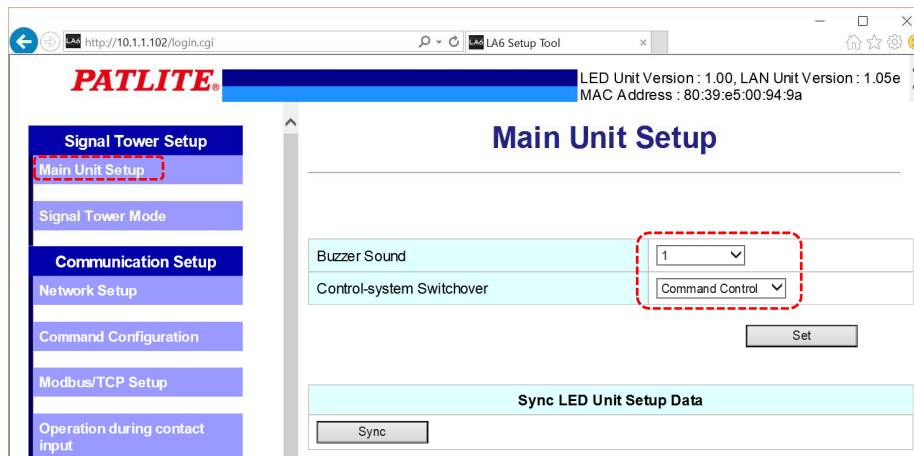 http://10.1.1.102/login.cgi
LA6 Setup Tool
PATLITE®
LED Unit Version : 1.00, LAN Unit Version : 1.05e
MAC Address : 80:39:e5:00:94:9a
Signal Tower Setup
Main Unit Setup
Signal Tower Mode
Communication Setup
Network Setup
Command Configuration
Modbus/TCP Setup
Operation during contact
input
Main Unit Setup
Buzzer Sound
1
Control-system Switchover
Command Control
Set
Sync LED Unit Setup Data
Sync